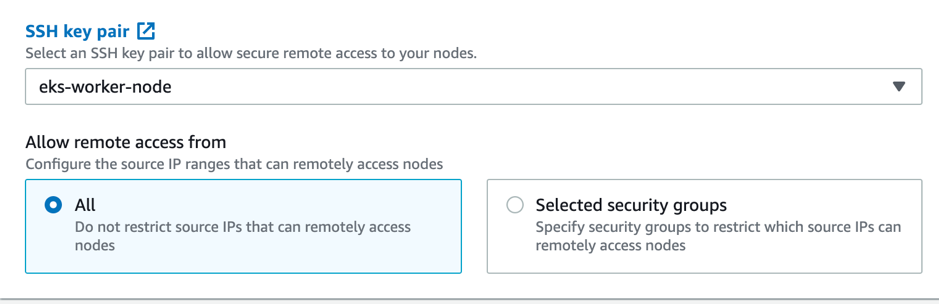 SSH key pair
Select an SSH key pair to allow secure remote access to your nodes.
eks-worker-node
Allow remote access from
Configure the source IP ranges that can remotely access nodes
All
Do not restrict source IPs that can remotely access
nodes
Selected security groups
Specify security groups to restrict which source IPs can
remotely access nodes